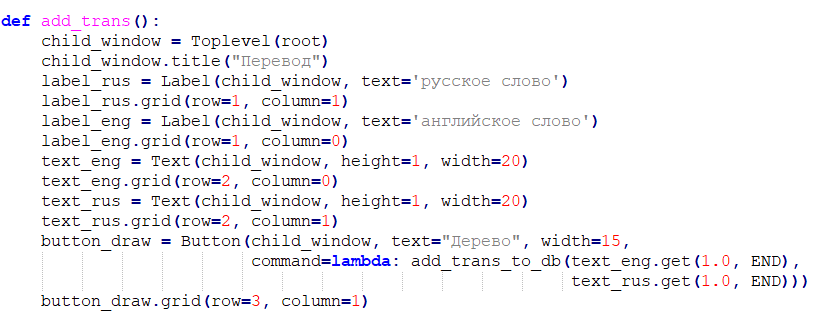 def add_trans():
    child_window = Toplevel(root)
    child_window.title("Перевод")
    label_rus = Label(child_window, text='русское слово')
    label_rus.grid(row=1, column=1)
    label_eng = Label(child_window, text='английское слово')
    label_eng.grid(row=1, column=0)
    text_eng = Text(child_window, height=1, width=20)
    text_eng.grid(row=2, column=0)
    text_rus = Text(child_window, height=1, width=20)
    text_rus.grid(row=2, column=1)
    button_draw = Button(child_window, text="Дерево", width=15,
                         command=lambda: add_trans_to_db(text_eng.get(1.0, END),
                                                         text_rus.get(1.0, END)))
    button_draw.grid(row=3, column=1)